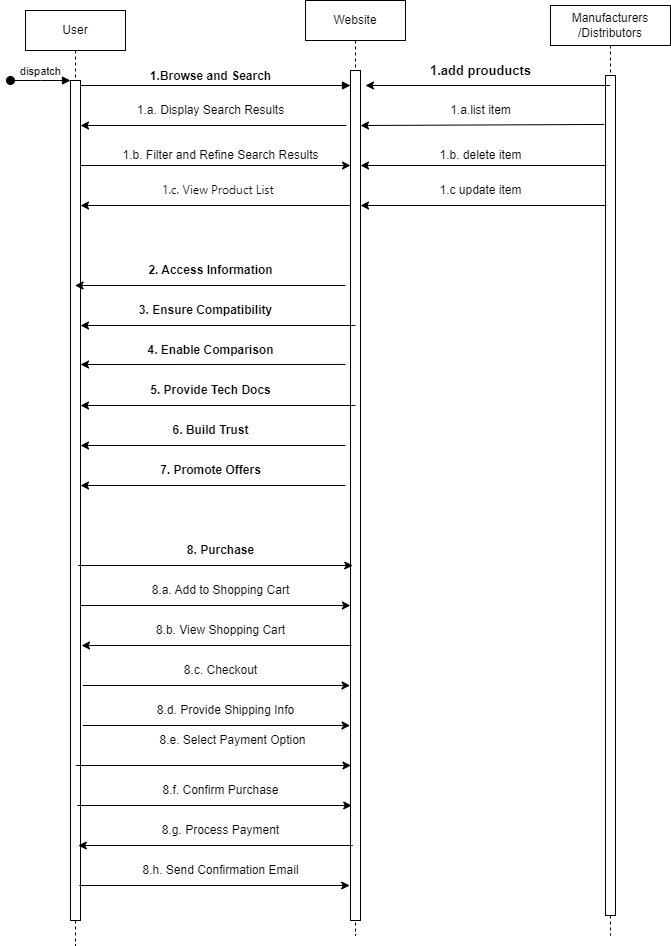 User
Website
Manufacturers
/Distributors
dispatch
1.Browse and Search
1.add prouducts
1.a. Display Search Results
1.a.list item
1.b. Filter and Refine Search Results
1.b. delete item
1.c. View Product List
1.c update item
2. Access Information
3. Ensure Compatibility
4. Enable Comparison
5. Provide Tech Docs
6. Build Trust
7. Promote Offers
8. Purchase
8.a. Add to Shopping Cart
8.b. View Shopping Cart
8.c. Checkout
8.d. Provide Shipping Info
8.e. Select Payment Option
8.f. Confirm Purchase
8.g. Process Payment
8.h. Send Confirmation Email